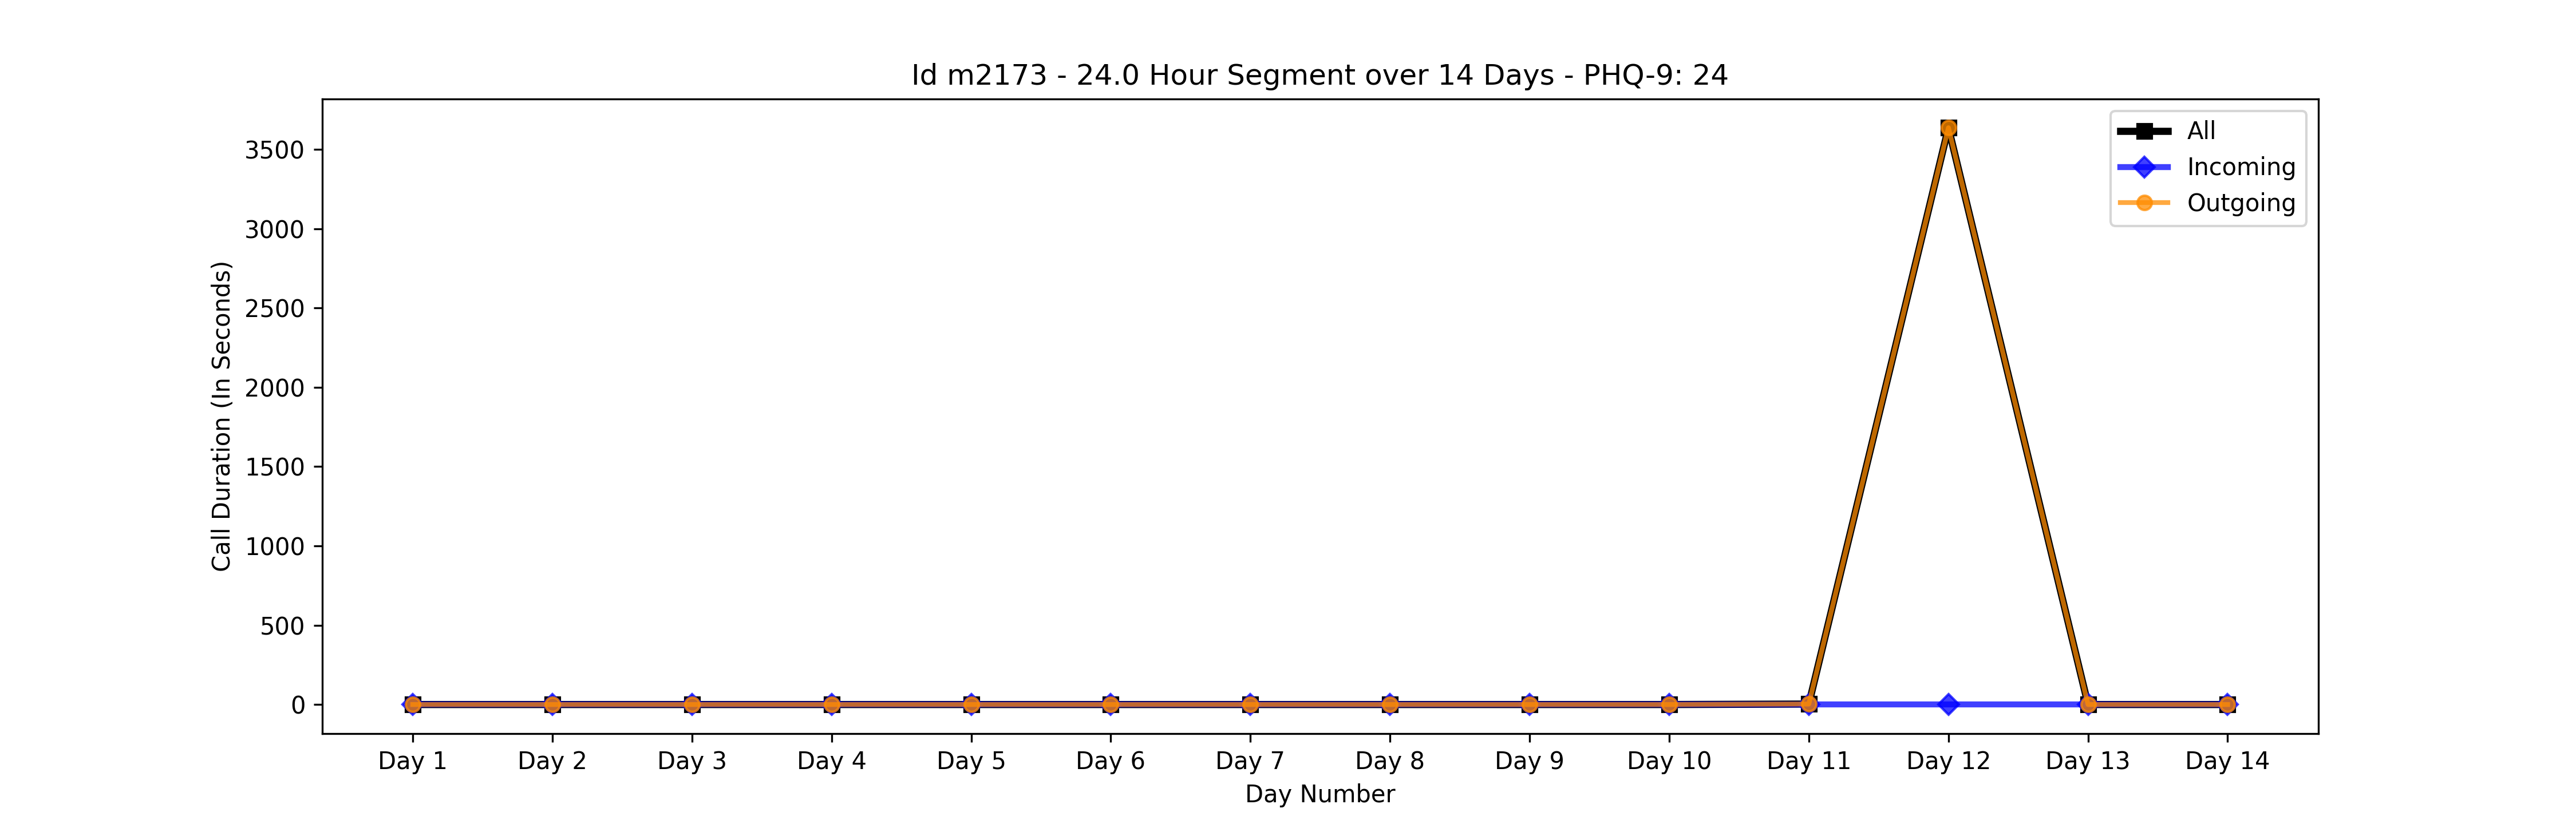 Id m2173 - 24.0 Hour Segment over 14 Days - PHQ-9: 24
All
Incoming
Outgoing
Call Duration (In Seconds)
3500
3000
2500
2000
1500
1000
500
0
Day 1 Day 2 Day 3 Day 4 Day 5 Day 6 Day 7 Day 8 Day 9 Day 10 Day 11 Day 12 Day 13 Day 14
Day Number